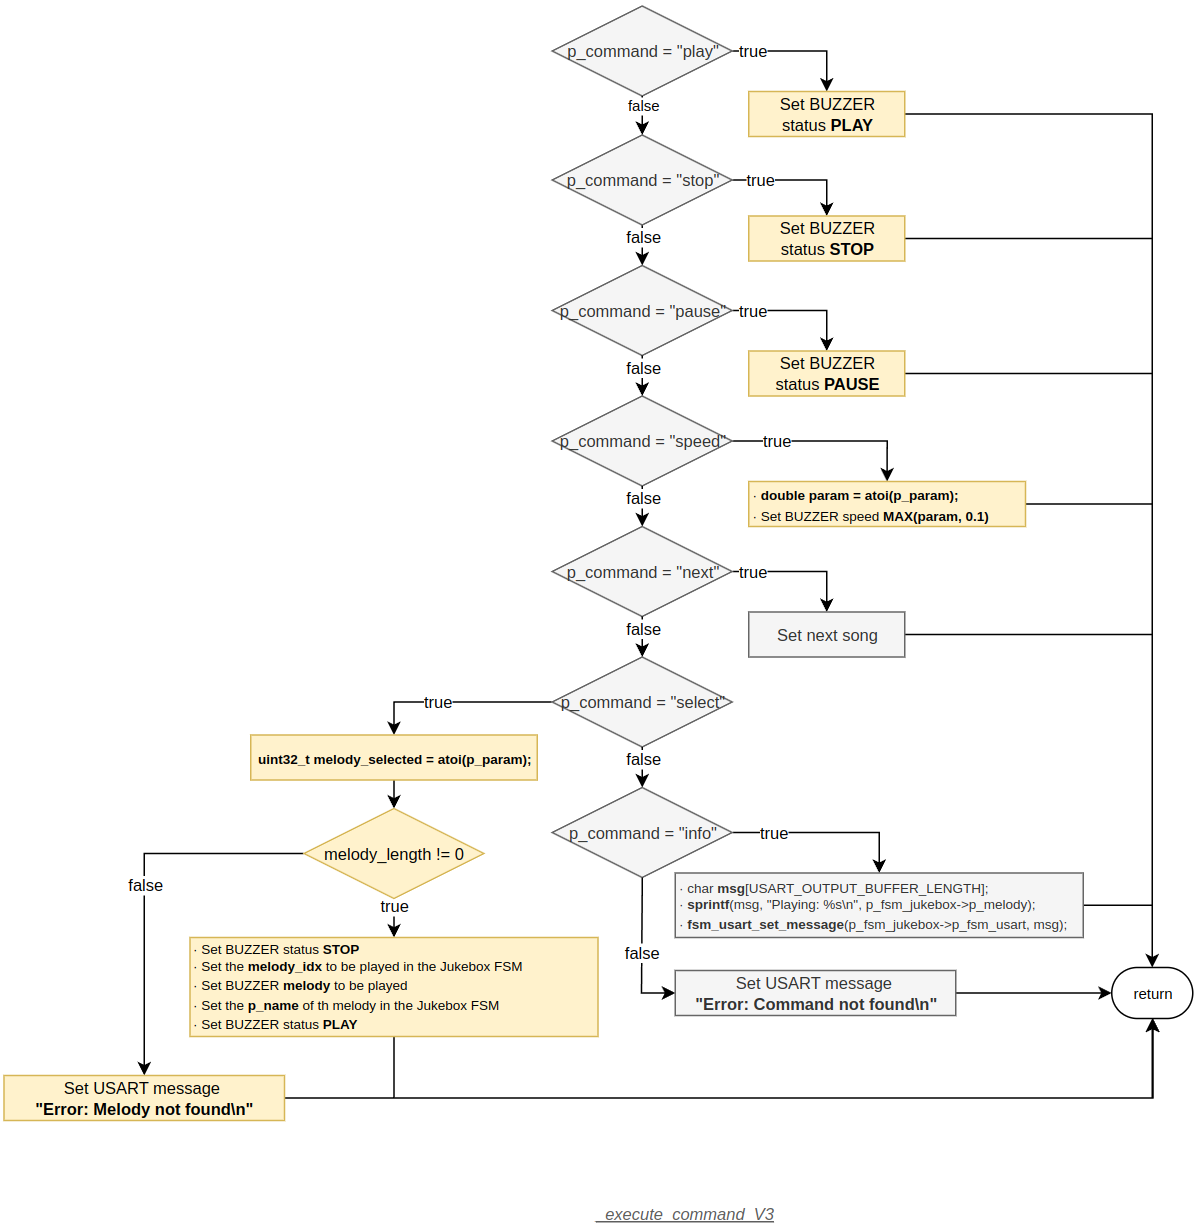 p_command = "play"
true
Set BUZZER
status PLAY
false
p_command = "stop"
true
Set BUZZER
status STOP
false
p_command = "pause"
true
Set BUZZER
status PAUSE
false
p_command = "speed"
true
· double param = atoi(p_param);
· Set BUZZER speed MAX(param, 0.1)
false
p_command = "next"
true
Set next song
false
p_command = "select"
true
uint32_t melody_selected = atoi(p_param);
false
melody_length != 0
false
true
· Set BUZZER status STOP
· Set the melody_idx to be played in the Jukebox FSM
· Set BUZZER melody to be played
· Set the p_name of th melody in the Jukebox FSM
· Set BUZZER status PLAY
Set USART message
"Error: Melody not found\n"
p_command = "info"
true
· char msg[USART_OUTPUT_BUFFER_LENGTH];
· sprintf(msg, "Playing: %s\n", p_fsm_jukebox->p_melody);
· fsm_usart_set_message(p_fsm_jukebox->p_fsm_usart, msg);
false
Set USART message
"Error: Command not found\n"
return
_execute_command_V3